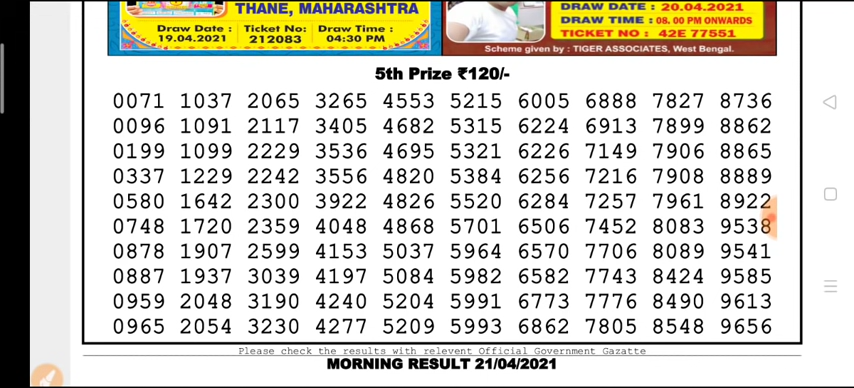 THANE, MAHARASHTRA
Draw Date : 19.04.2021
Ticket No: 212083
Draw Time : 04:30 PM
DRAW DATE : 20.04.2021
DRAW TIME : 08. 00 PM ONWARDS
TICKET NO : 42E 77551
Scheme given by : TIGER ASSOCIATES, West Bengal.
5th Prize ₹120/-
0071 1037 2065 3265 4553 5215 6005 6888 7827 8736
0096 1091 2117 3405 4682 5315 6224 6913 7899 8862
0199 1099 2229 3536 4695 5321 6226 7149 7906 8865
0337 1229 2242 3556 4820 5384 6256 7216 7908 8889
0580 1642 2300 3922 4826 5520 6284 7257 7961 8922
0748 1720 2359 4048 4868 5701 6506 7452 8083 9538
0878 1907 2599 4153 5037 5964 6570 7706 8089 9541
0887 1937 3039 4197 5084 5982 6582 7743 8424 9585
0959 2048 3190 4240 5204 5991 6773 7776 8490 9613
0965 2054 3230 4277 5209 5993 6862 7805 8548 9656
Please check the results with relevent Official Government Gazatte
MORNING RESULT 21/04/2021